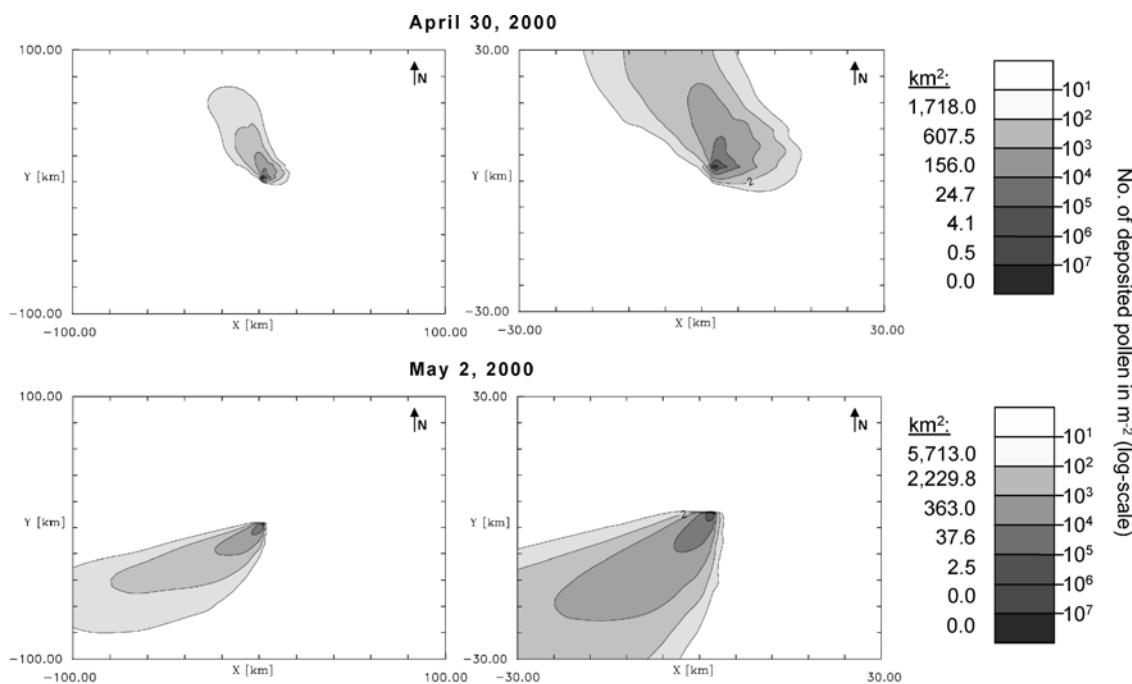 April 30, 2000
100.00
N
Y [km]
-100.00
-100.00
X [km]
100.00
30.00
N
Y [km]
2
-30.00
-30.00
X [km]
30.00
km²:
1,718.0
607.5
156.0
24.7
4.1
0.5
0.0
10¹
10²
10³
10⁴
10⁵
10⁶
10⁷
May 2, 2000
100.00
N
Y [km]
-100.00
-100.00
X [km]
100.00
30.00
N
Y [km]
2
-30.00
-30.00
X [km]
30.00
km²:
5,713.0
2,229.8
363.0
37.6
2.5
0.0
0.0
10¹
10²
10³
10⁴
10⁵
10⁶
10⁷
No. of deposited pollen in m⁻² (log-scale)